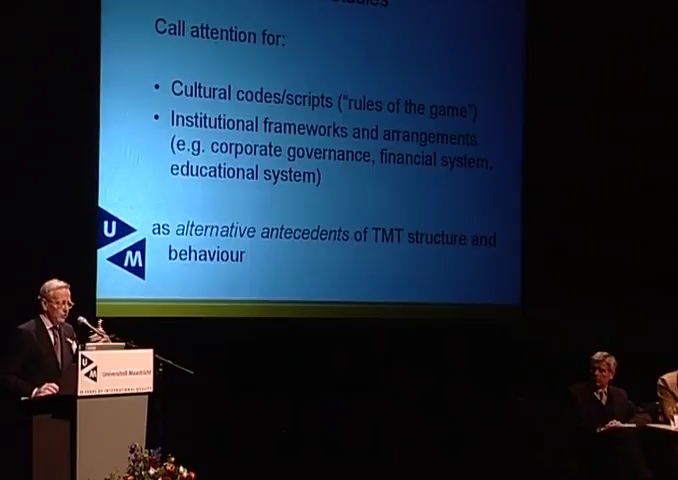 Call attention for:
• Cultural codes/scripts ("rules of the game")
• Institutional frameworks and arrangements
(e.g. corporate governance, financial system,
educational system)
as alternative antecedents of TMT structure and
behaviour
U
M
U
M
Universiteit Maastricht